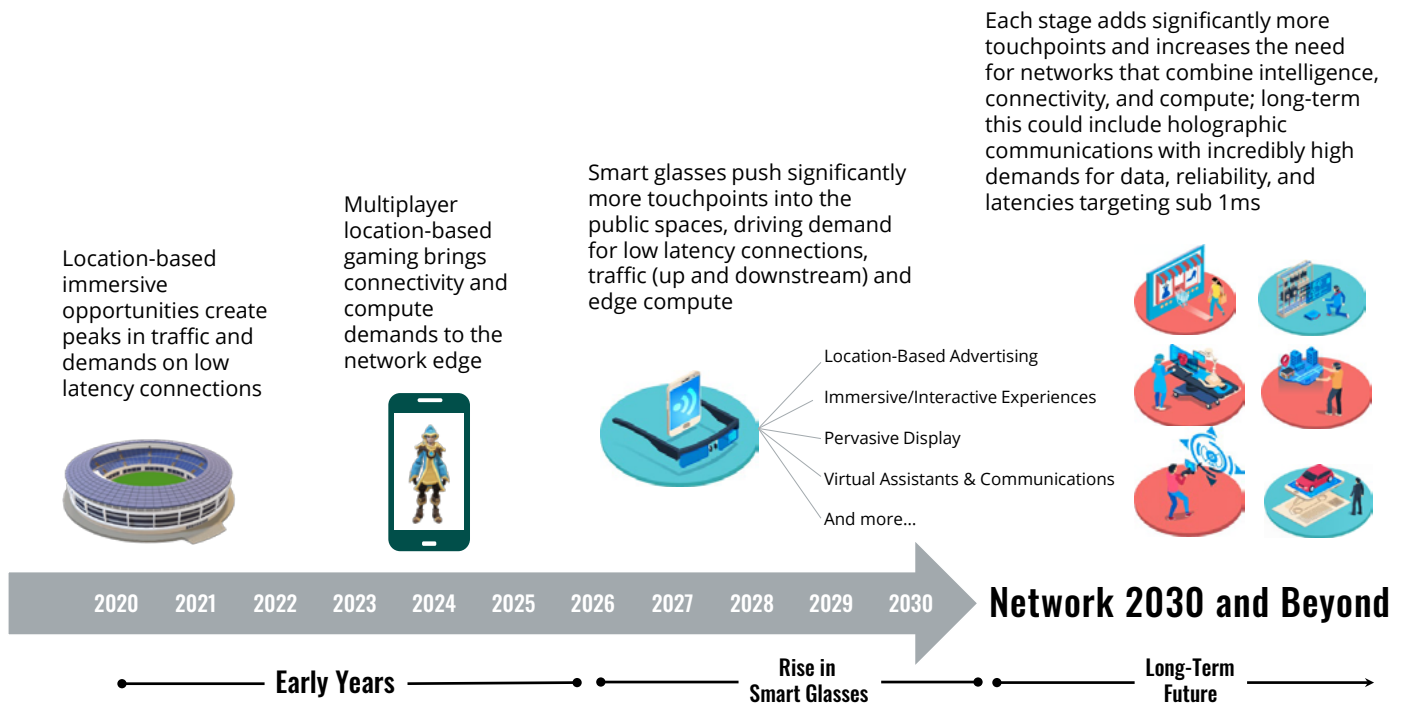 Each stage adds significantly more
touchpoints and increases the need
for networks that combine intelligence,
connectivity, and compute; long-term
this could include holographic
communications with incredibly high
demands for data, reliability, and
latencies targeting sub 1ms
Smart glasses push significantly
more touchpoints into the
public spaces, driving demand
for low latency connections,
traffic (up and downstream) and
edge compute
Multiplayer
location-based
gaming brings
connectivity and
compute
demands to the
network edge
Location-based
immersive
opportunities create
peaks in traffic and
demands on low
latency connections
Location-Based Advertising
Immersive/Interactive Experiences
Pervasive Display
Virtual Assistants & Communications
And more...
2020 2021 2022 2023 2024 2025 2026 2027 2028 2029 2030
Network 2030 and Beyond
Early Years
Rise in
Smart Glasses
Long-Term
Future